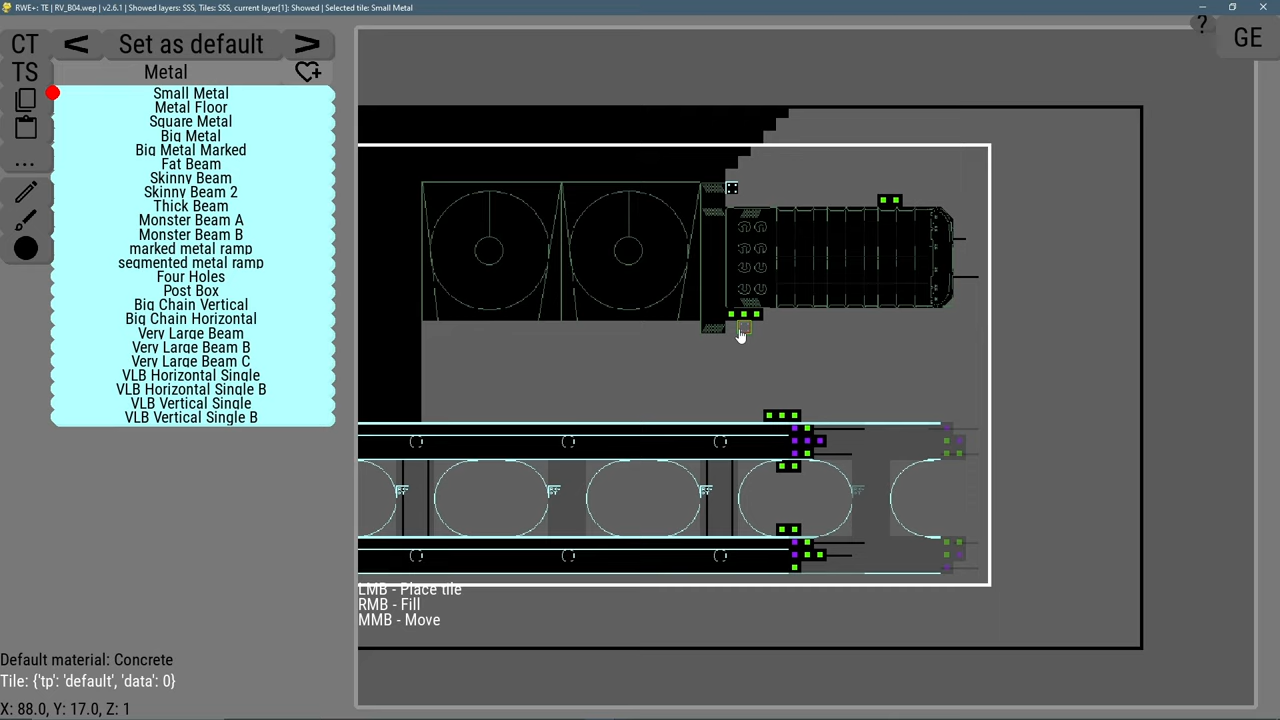 RWE+: TE | RV_B04.wep | v2.6.1 | Showed layers: SSS, Tiles: SSS, current layer[1]: Showed | Selected tile: Small Metal
?
CT < Set as default > GE
TS Metal
Small Metal
Metal Floor
Square Metal
Big Metal
Big Metal Marked
Fat Beam
...
Skinny Beam
Skinny Beam 2
Thick Beam
Monster Beam A
Monster Beam B
marked metal ramp
segmented metal ramp
Four Holes
Post Box
Big Chain Vertical
Big Chain Horizontal
Very Large Beam
Very Large Beam B
Very Large Beam C
VLB Horizontal Single
VLB Horizontal Single B
VLB Vertical Single
VLB Vertical Single B
LMB - Place tile
RMB - Fill
MMB - Move
Default material: Concrete
Tile: {'tp': 'default', 'data': 0}
X: 88.0, Y: 17.0, Z: 1